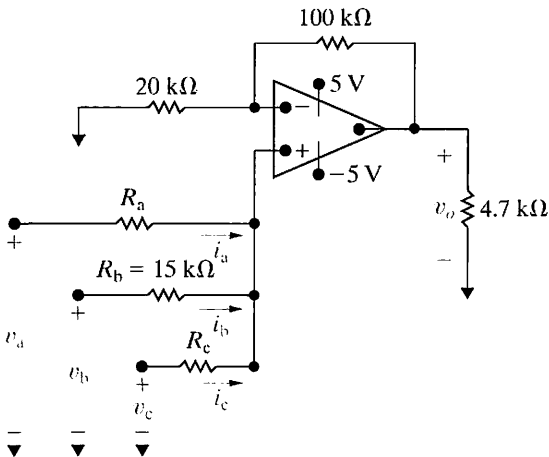 100 kΩ
20 kΩ
5 V
−
+
−5 V
+
R_a
v_o
4.7 kΩ
+
i_a
−
R_b = 15 kΩ
+
i_b
v_a
R_c
v_b
+
i_c
v_c
− − −